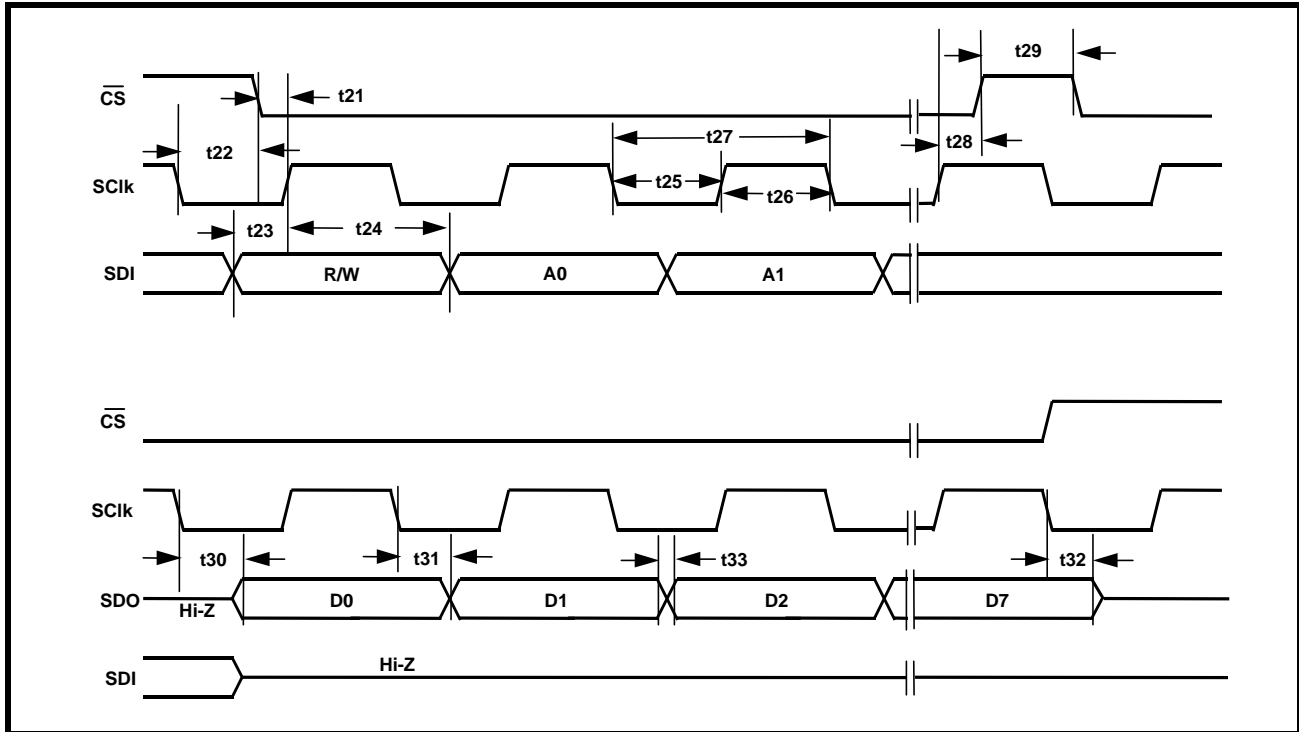 t29
CS
t21
t27
t22
t28
SClk
t25
t26
t23
t24
SDI
R/W
A0
A1
CS
SClk
t30
t31
t33
t32
SDO
Hi-Z
D0
D1
D2
D7
Hi-Z
SDI